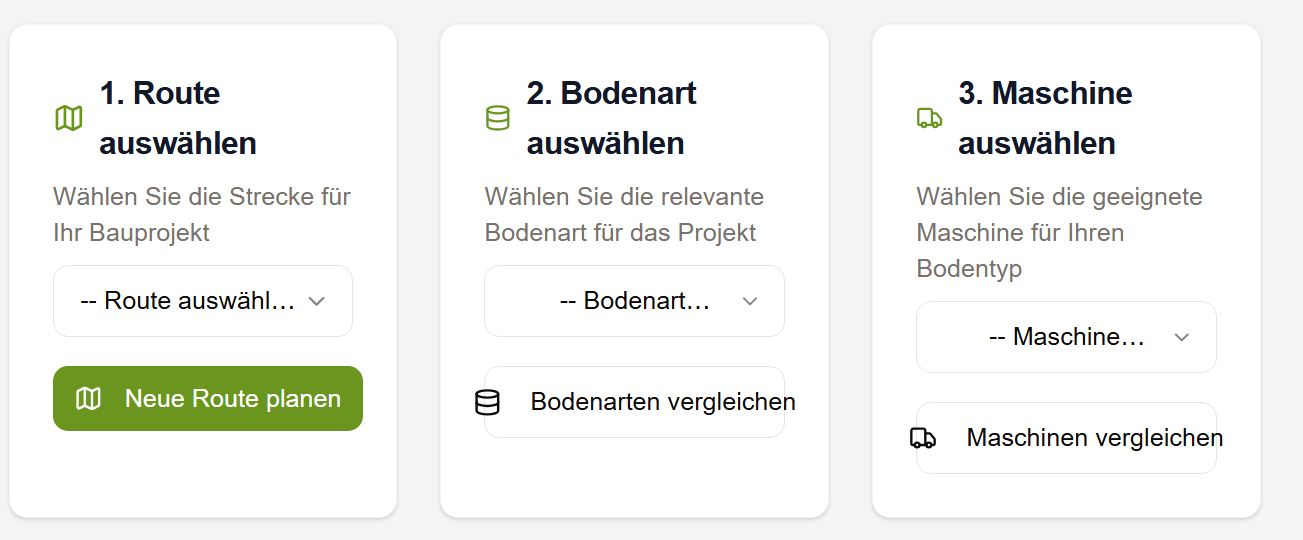 1. Route
auswählen
Wählen Sie die Strecke für
Ihr Bauprojekt
-- Route auswähl...
Neue Route planen
2. Bodenart
auswählen
Wählen Sie die relevante
Bodenart für das Projekt
-- Bodenart...
Bodenarten vergleichen
3. Maschine
auswählen
Wählen Sie die geeignete
Maschine für Ihren
Bodentyp
-- Maschine...
Maschinen vergleichen